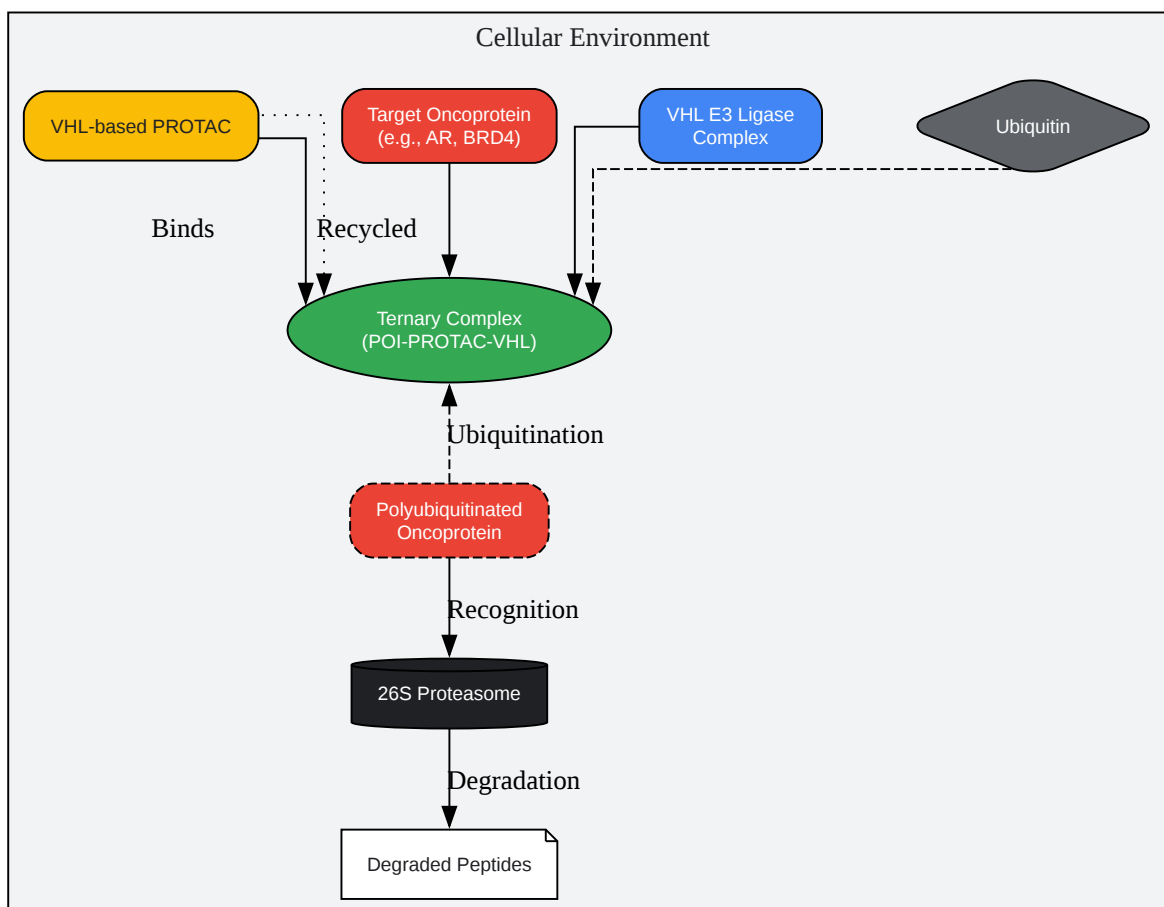 Cellular Environment
VHL-based PROTAC
Target Oncoprotein
(e.g., AR, BRD4)
VHL E3 Ligase
Complex
Ubiquitin
Binds
Recycled
Ternary Complex
(POI-PROTAC-VHL)
Ubiquitination
Polyubiquitinated
Oncoprotein
Recognition
26S Proteasome
Degradation
Degraded Peptides